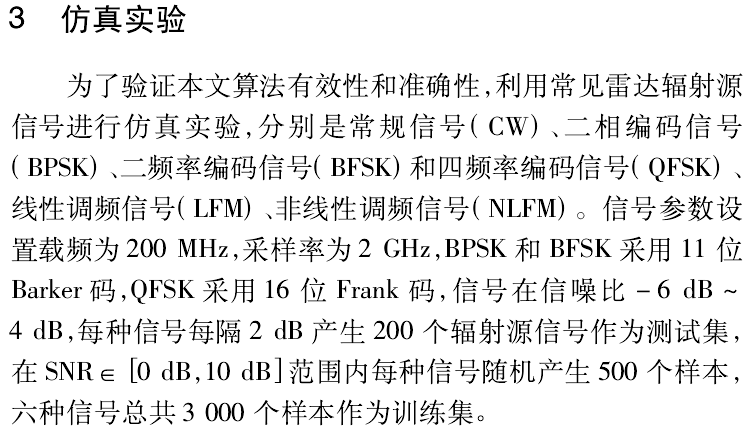 3 仿真实验
为了验证本文算法有效性和准确性,利用常见雷达辐射源
信号进行仿真实验,分别是常规信号(CW)、二相编码信号
(BPSK)、二频率编码信号(BFSK)和四频率编码信号(QFSK)、
线性调频信号(LFM)、非线性调频信号(NLFM)。信号参数设
置载频为200 MHz,采样率为2 GHz,BPSK 和 BFSK 采用 11 位
Barker 码,QFSK 采用 16 位 Frank 码,信号在信噪比 -6 dB ~
4 dB,每种信号每隔 2 dB 产生 200 个辐射源信号作为测试集,
在 SNR∈ [0 dB,10 dB]范围内每种信号随机产生 500 个样本,
六种信号总共 3 000 个样本作为训练集。